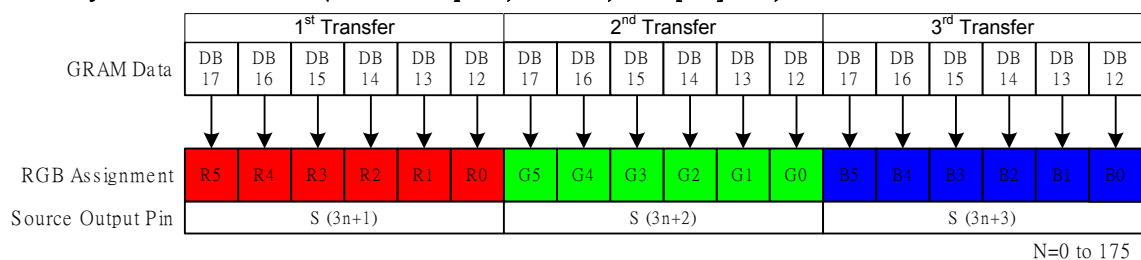 1st Transfer 2nd Transfer 3rd Transfer
GRAM Data DB 17 DB 16 DB 15 DB 14 DB 13 DB 12 DB 17 DB 16 DB 15 DB 14 DB 13 DB 12 DB 17 DB 16 DB 15 DB 14 DB 13 DB 12
RGB Assignment R5 R4 R3 R2 R1 R0 G5 G4 G3 G2 G1 G0 B5 B4 B3 B2 B1 B0
Source Output Pin S (3n+1) S (3n+2) S (3n+3)
N=0 to 175